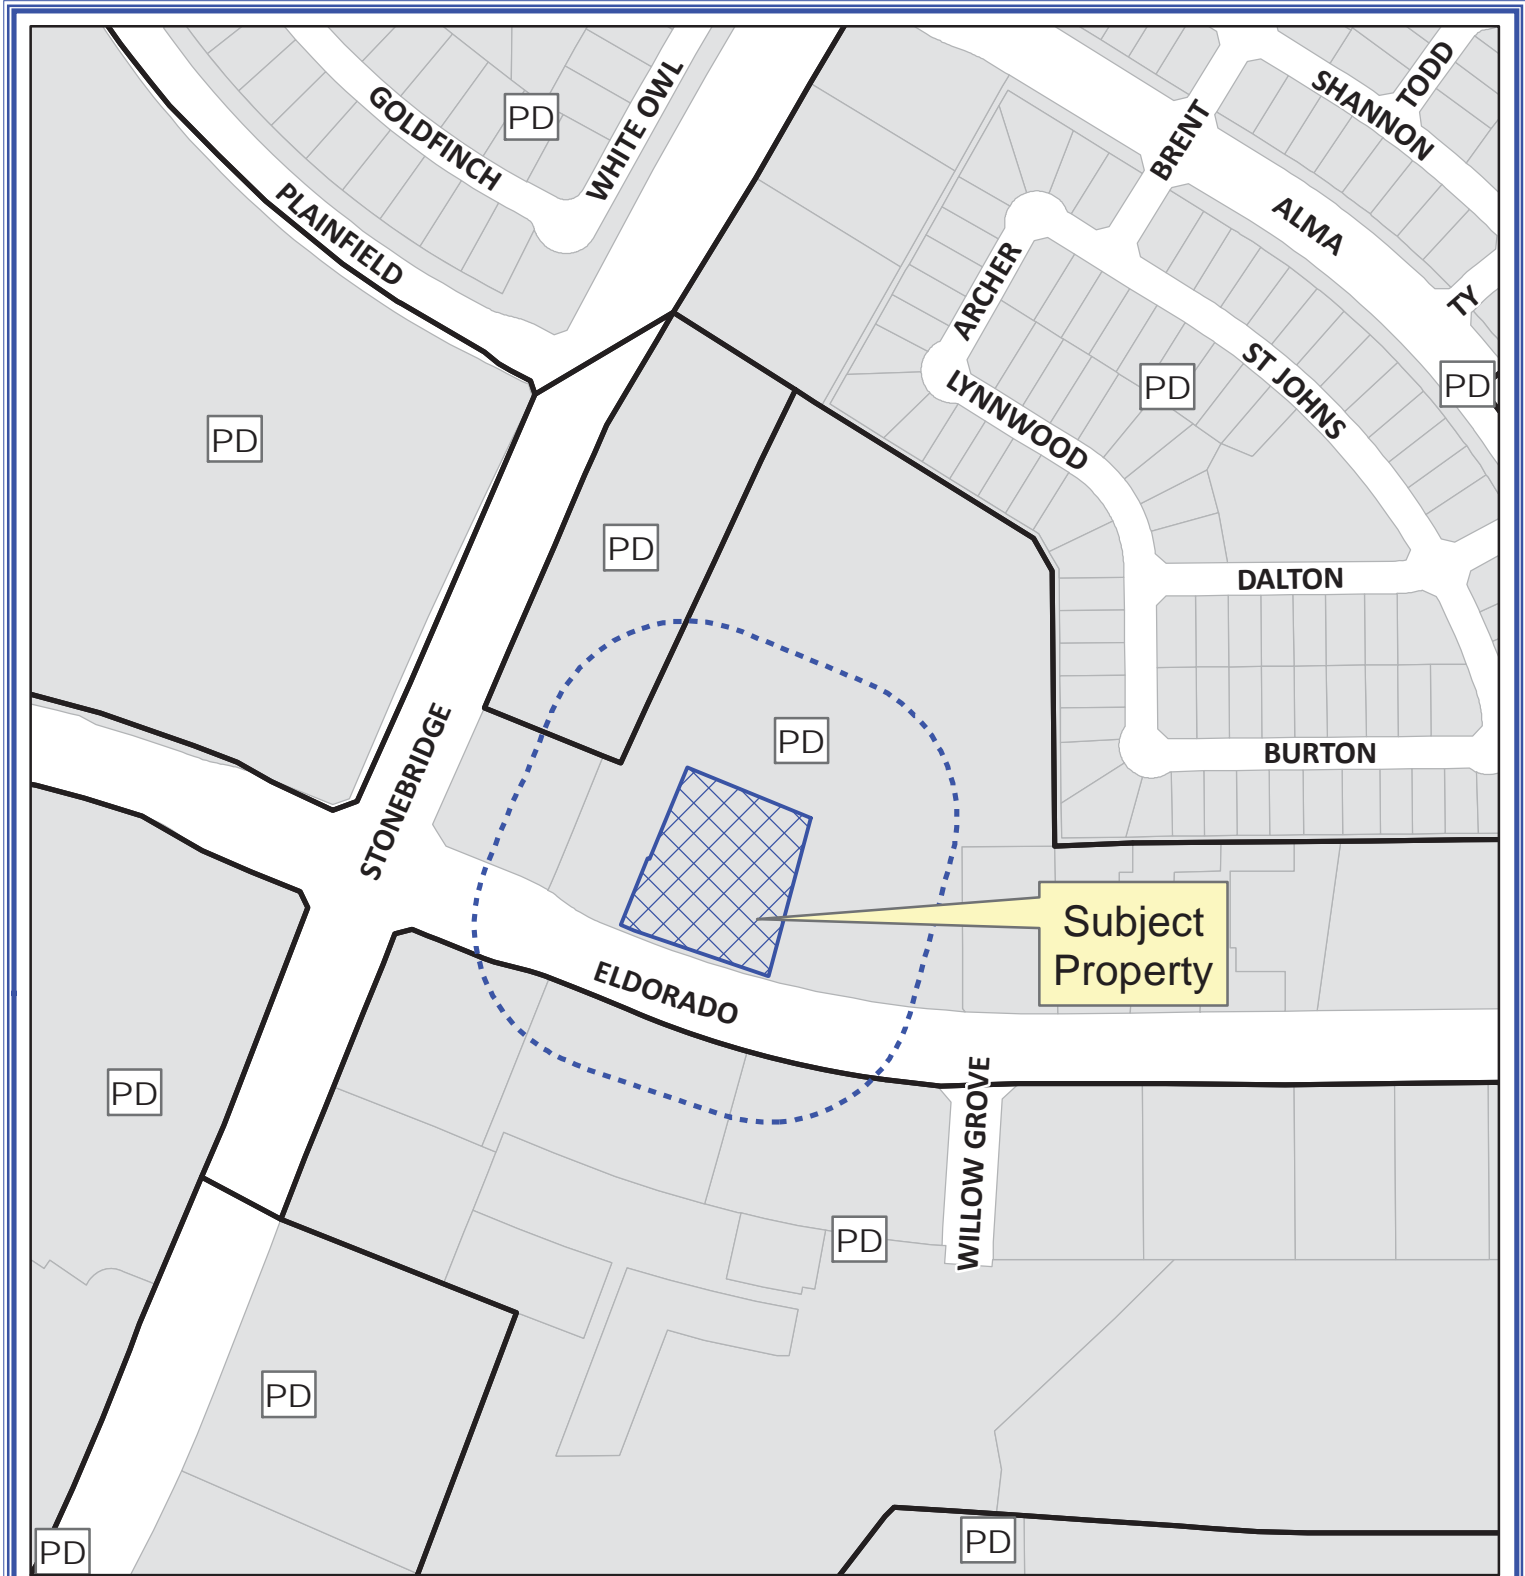 TODD
SHANNON
PD
GOLDFINCH
WHITE OWL
BRENT
PLAINFIELD
ALMA
ARCHER
TY
ST JOHNS
PD
PD
LYNNWOOD
PD
PD
DALTON
PD
BURTON
STONEBRIDGE
Subject
Property
ELDORADO
PD
WILLOW GROVE
PD
PD
PD
PD